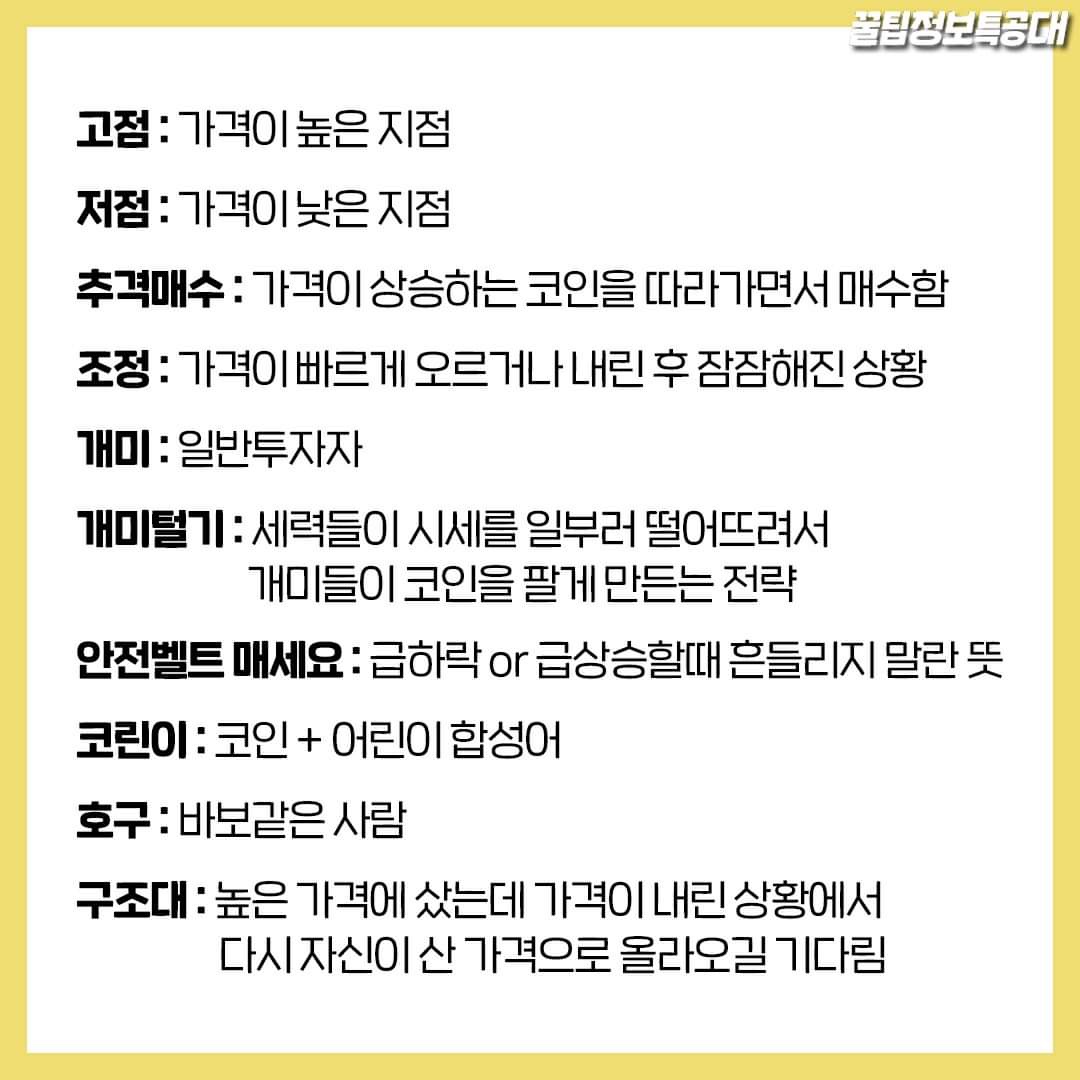 꿀팁정보특공대
고점 : 가격이 높은 지점
저점 : 가격이 낮은 지점
추격매수 : 가격이 상승하는 코인을 따라가면서 매수함
조정 : 가격이 빠르게 오르거나 내린 후 잠잠해진 상황
개미 : 일반투자자
개미털기 : 세력들이 시세를 일부러 떨어뜨려서
개미들이 코인을 팔게 만든는 전략
안전벨트 매세요 : 급하락 or 급상승할때 흔들리지 말란 뜻
코린이 : 코인 + 어린이 합성어
호구 : 바보같은 사람
구조대 : 높은 가격에 샀는데 가격이 내린 상황에서
다시 자신이 산 가격으로 올라오길 기다림